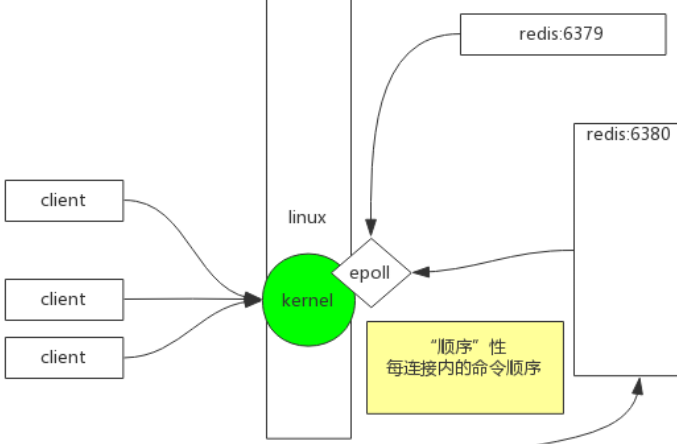 redis:6379
redis:6380
client
linux
epoll
client
kernel
client
“顺序”性
每连接内的命令顺序